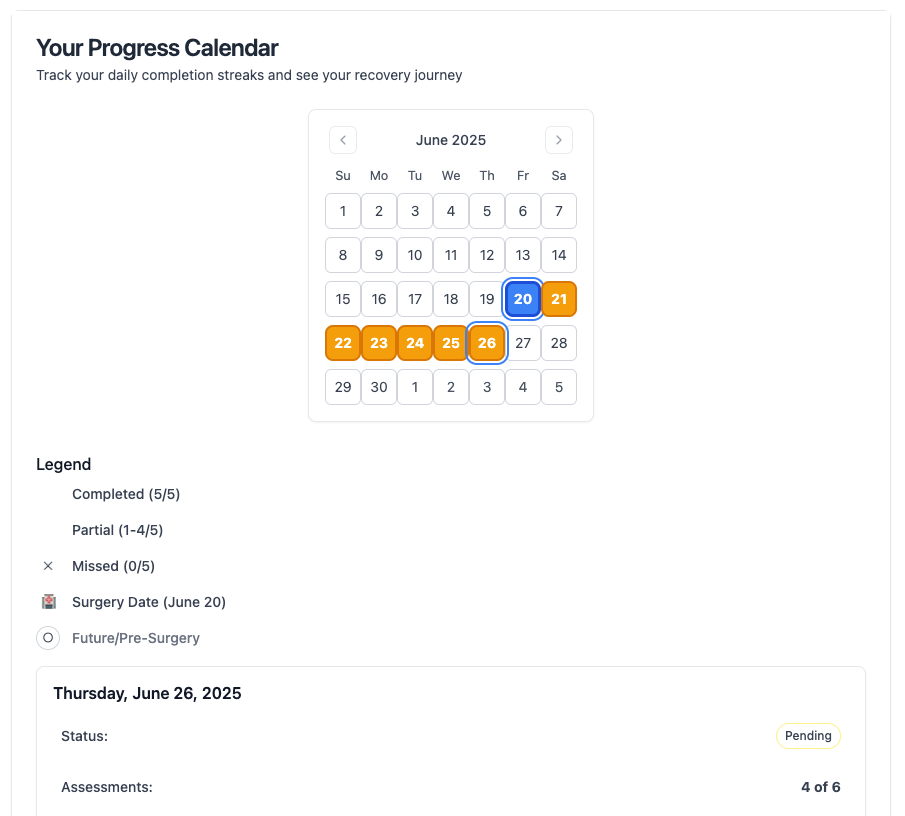 Your Progress Calendar
Track your daily completion streaks and see your recovery journey
June 2025
Su Mo Tu We Th Fr Sa
1 2 3 4 5 6 7
8 9 10 11 12 13 14
15 16 17 18 19 20 21
22 23 24 25 26 27 28
29 30 1 2 3 4 5
Legend
Completed (5/5)
Partial (1-4/5)
Missed (0/5)
Surgery Date (June 20)
Future/Pre-Surgery
Thursday, June 26, 2025
Status: Pending
Assessments: 4 of 6